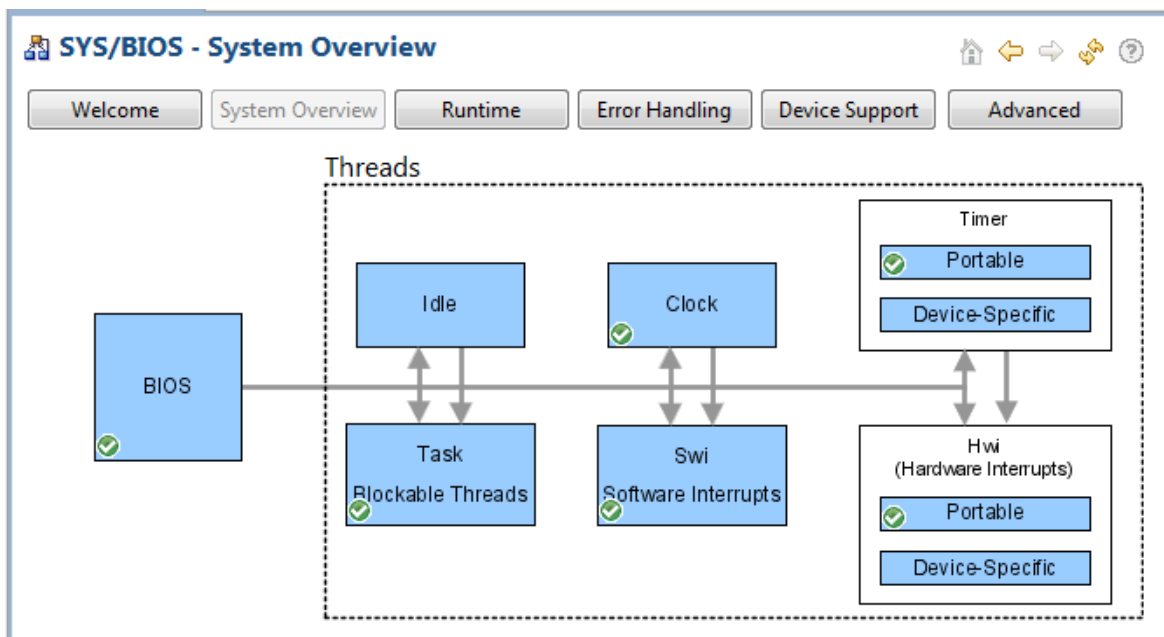 SYS/BIOS - System Overview
Welcome
System Overview
Runtime
Error Handling
Device Support
Advanced
Threads
BIOS
Idle
Clock
Timer
Portable
Device-Specific
Task
Blockable Threads
Swi
Software Interrupts
Hwi
(Hardware Interrupts)
Portable
Device-Specific